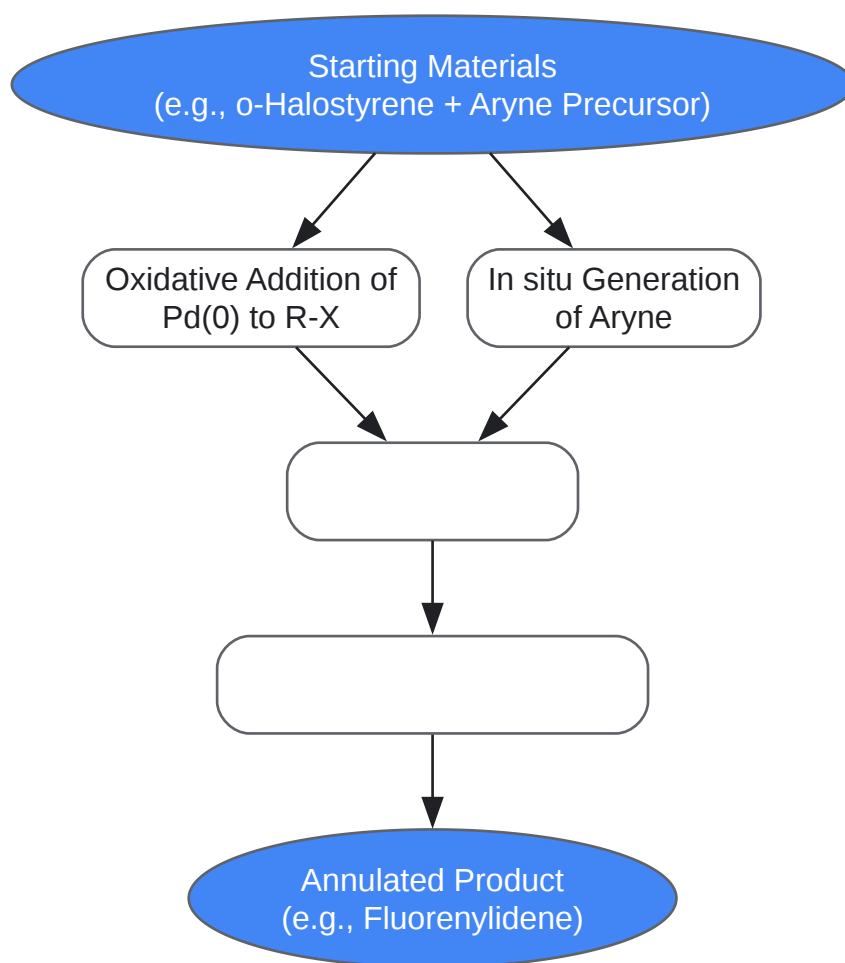 Starting Materials
(e.g., o-Halostyrene + Aryne Precursor)
Oxidative Addition of
Pd(0) to R-X
In situ Generation
of Aryne
Annulated Product
(e.g., Fluorenylidene)